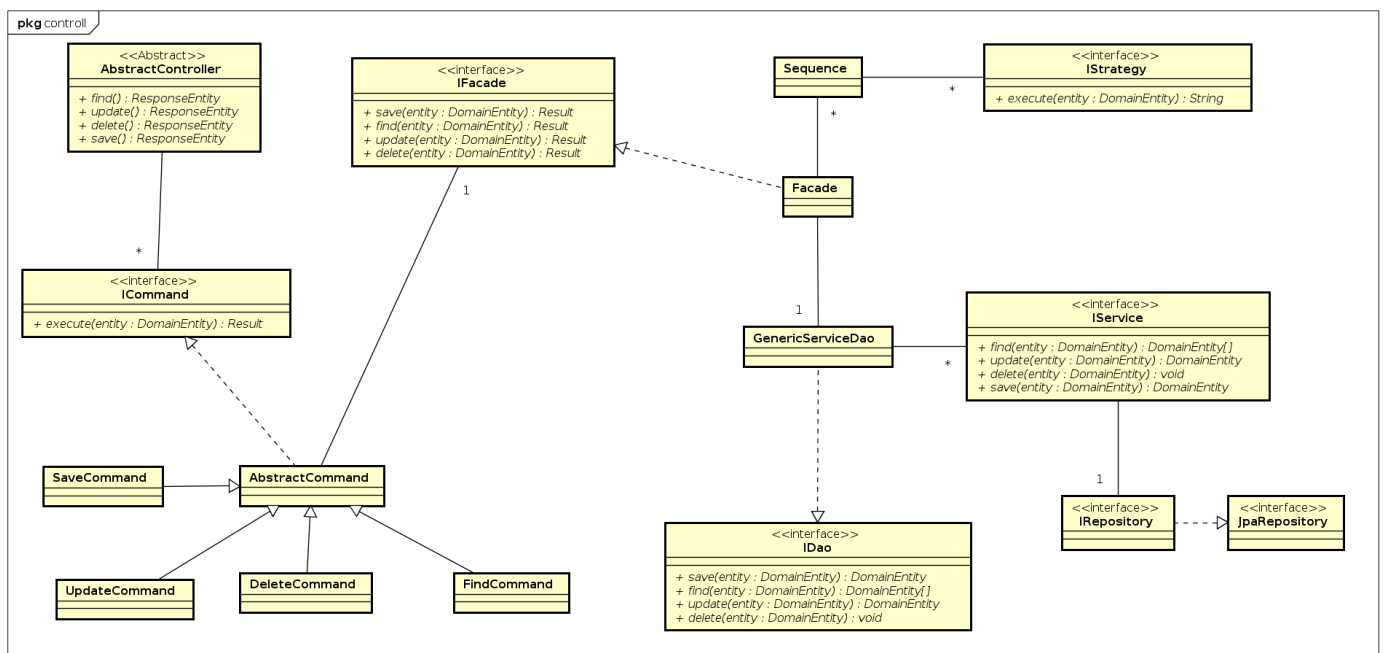 pkg controll
<<Abstract>>
AbstractController
+ find() : ResponseEntity
+ update() : ResponseEntity
+ delete() : ResponseEntity
+ save() : ResponseEntity
<<interface>>
IFacade
+ save(entity : DomainEntity) : Result
+ find(entity : DomainEntity) : Result
+ update(entity : DomainEntity) : Result
+ delete(entity : DomainEntity) : Result
Sequence
<<interface>>
IStrategy
+ execute(entity : DomainEntity) : String
*
*
Facade
1
*
<<interface>>
ICommand
+ execute(entity : DomainEntity) : Result
1
GenericServiceDao
<<interface>>
IService
+ find(entity : DomainEntity) : DomainEntity[]
+ update(entity : DomainEntity) : DomainEntity
+ delete(entity : DomainEntity) : void
+ save(entity : DomainEntity) : DomainEntity
*
SaveCommand
AbstractCommand
1
<<interface>>
IRepository
<<interface>>
JpaRepository
<<interface>>
IDao
+ save(entity : DomainEntity) : DomainEntity
+ find(entity : DomainEntity) : DomainEntity[]
+ update(entity : DomainEntity) : DomainEntity
+ delete(entity : DomainEntity) : void
UpdateCommand
DeleteCommand
FindCommand